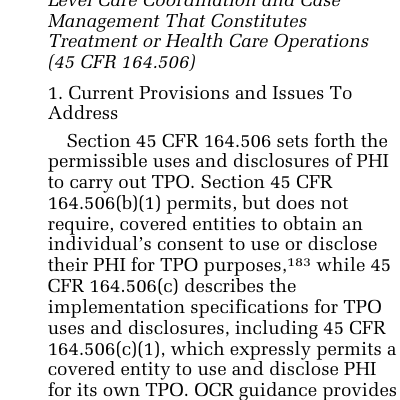 Level Care Coordination and Case
Management That Constitutes
Treatment or Health Care Operations
(45 CFR 164.506)
1. Current Provisions and Issues To
Address
Section 45 CFR 164.506 sets forth the
permissible uses and disclosures of PHI
to carry out TPO. Section 45 CFR
164.506(b)(1) permits, but does not
require, covered entities to obtain an
individual’s consent to use or disclose
their PHI for TPO purposes,¹⁸³ while 45
CFR 164.506(c) describes the
implementation specifications for TPO
uses and disclosures, including 45 CFR
164.506(c)(1), which expressly permits a
covered entity to use and disclose PHI
for its own TPO. OCR guidance provides